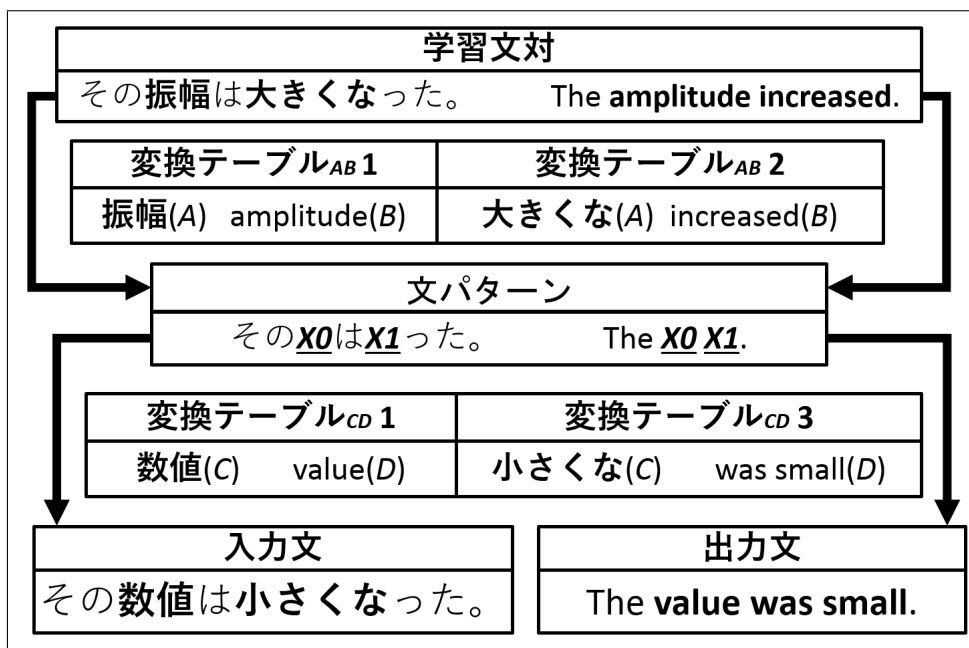 学習文対
その振幅は大きくなった。 The amplitude increased.
変換テーブルAB 1 変換テーブルAB 2
振幅(A) amplitude(B) 大きくな(A) increased(B)
文パターン
そのX0はX1った。 The X0 X1.
変換テーブルCD 1 変換テーブルCD 3
数値(C) value(D) 小さくな(C) was small(D)
入力文 出力文
その数値は小さくなった。 The value was small.